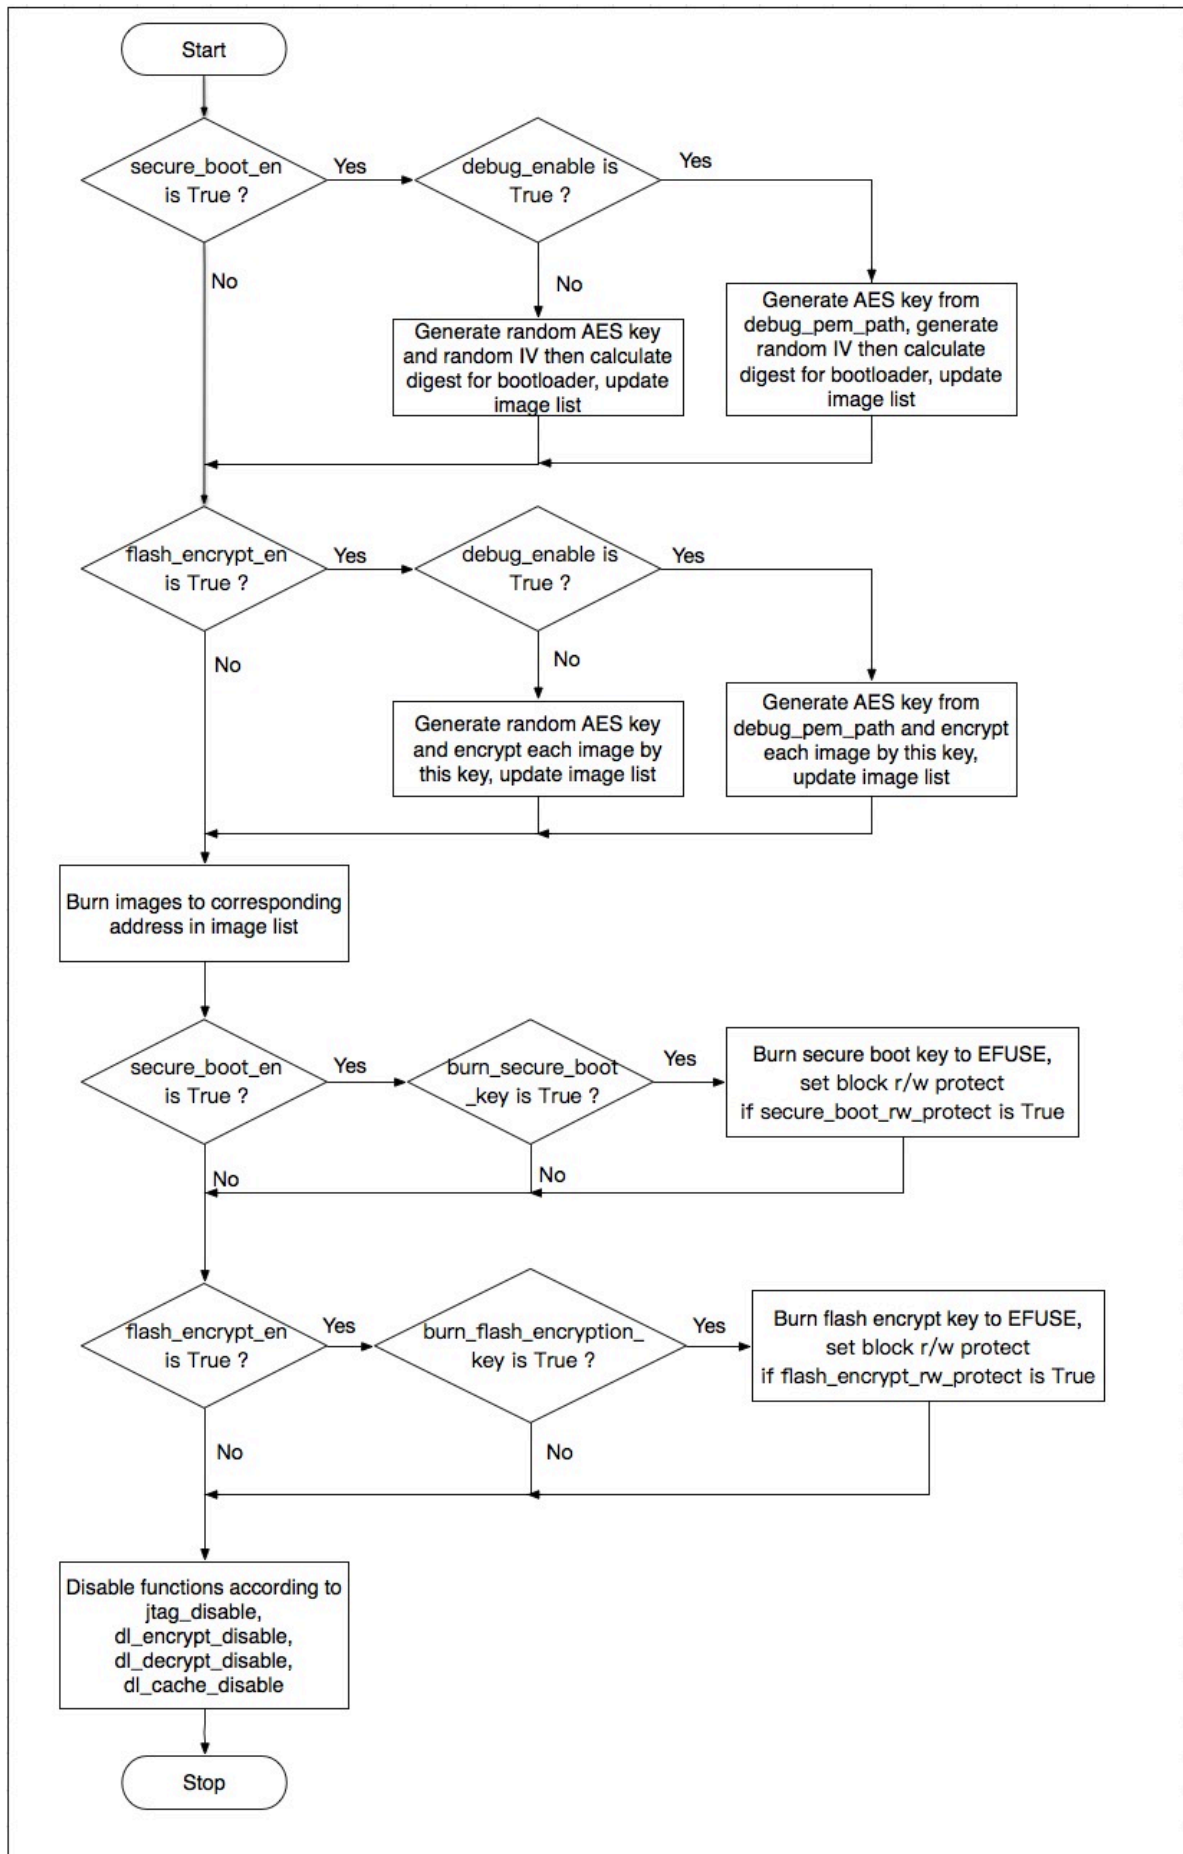 Start
secure_boot_en
is True ?
Yes
debug_enable is
True ?
Yes
No
No
Generate random AES key
and random IV then calculate
digest for bootloader, update
image list
Generate AES key from
debug_pem_path, generate
random IV then calculate
digest for bootloader, update
image list
flash_encrypt_en
is True ?
Yes
debug_enable is
True ?
Yes
No
No
Generate random AES key
and encrypt each image by
this key, update image list
Generate AES key from
debug_pem_path and encrypt
each image by this key,
update image list
Burn images to corresponding
address in image list
secure_boot_en
is True ?
Yes
burn_secure_boot
_key is True ?
Yes
Burn secure boot key to EFUSE,
set block r/w protect
if secure_boot_rw_protect is True
No
No
flash_encrypt_en
is True ?
Yes
burn_flash_encryption_
key is True ?
Yes
Burn flash encrypt key to EFUSE,
set block r/w protect
if flash_encrypt_rw_protect is True
No
No
Disable functions according to
jtag_disable,
dl_encrypt_disable,
dl_decrypt_disable,
dl_cache_disable
Stop